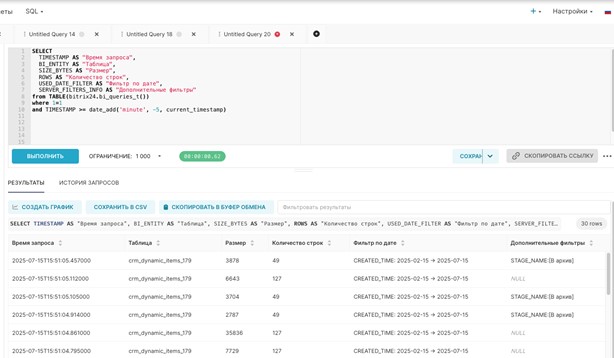 еты SQL Настройки
Untitled Query 14 Untitled Query 18 Untitled Query 20
1 SELECT
2 TIMESTAMP AS "Время запроса",
3 BI_ENTITY AS "Таблица",
4 SIZE_BYTES AS "Размер",
5 ROWS AS "Количество строк",
6 USED_DATE_FILTER AS "Фильтр по дате",
7 SERVER_FILTERS_INFO AS "Дополнительные фильтры"
8 from TABLE(bitrix24.bi_queries_t())
9 where 1=1
10 and TIMESTAMP >= date_add('minute', -5, current_timestamp)
11
12
13
14
15
ВЫПОЛНИТЬ ОГРАНИЧЕНИЕ: 1 000 00:00:00.62 СОХРАН СКОПИРОВАТЬ ССЫЛКУ
РЕЗУЛЬТАТЫ ИСТОРИЯ ЗАПРОСОВ
СОЗДАТЬ ГРАФИК СОХРАНИТЬ В CSV СКОПИРОВАТЬ В БУФЕР ОБМЕНА Фильтровать результаты
SELECT TIMESTAMP AS "Время запроса", BI_ENTITY AS "Таблица", SIZE_BYTES AS "Размер", ROWS AS "Количество строк", USED_DATE_FILTER AS "Фильтр по дате", SERVER_FILTE… 30 rows
Время запроса Таблица Размер Количество строк Фильтр по дате Дополнительные фильтры
2025-07-15T15:51:05.457000 crm_dynamic_items_179 3878 49 CREATED_TIME: 2025-02-15 → 2025-07-15 STAGE_NAME:[В архив]
2025-07-15T15:51:05.112000 crm_dynamic_items_179 6643 127 CREATED_TIME: 2025-02-15 → 2025-07-15 NULL
2025-07-15T15:51:05.105000 crm_dynamic_items_179 3704 49 CREATED_TIME: 2025-02-15 → 2025-07-15 STAGE_NAME:[В архив]
2025-07-15T15:51:04.914000 crm_dynamic_items_179 2787 49 CREATED_TIME: 2025-02-15 → 2025-07-15 STAGE_NAME:[В архив]
2025-07-15T15:51:04.861000 crm_dynamic_items_179 35836 127 CREATED_TIME: 2025-02-15 → 2025-07-15 NULL
2025-07-15T15:51:04.795000 crm_dynamic_items_179 7729 127 CREATED_TIME: 2025-02-15 → 2025-07-15 NULL